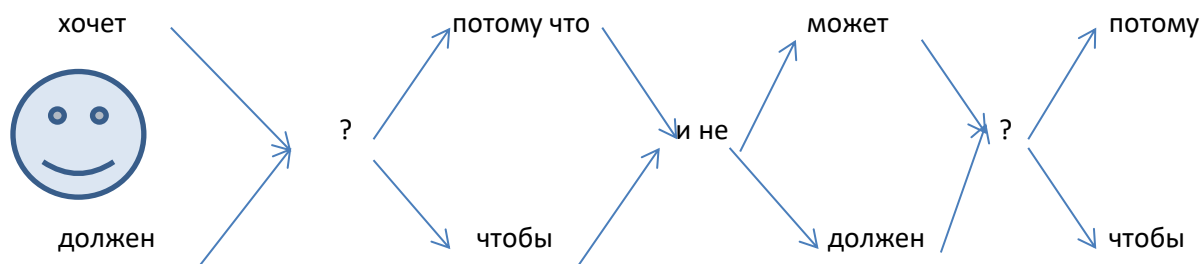 хочет потому что может потому
? и не ?
должен чтобы должен чтобы